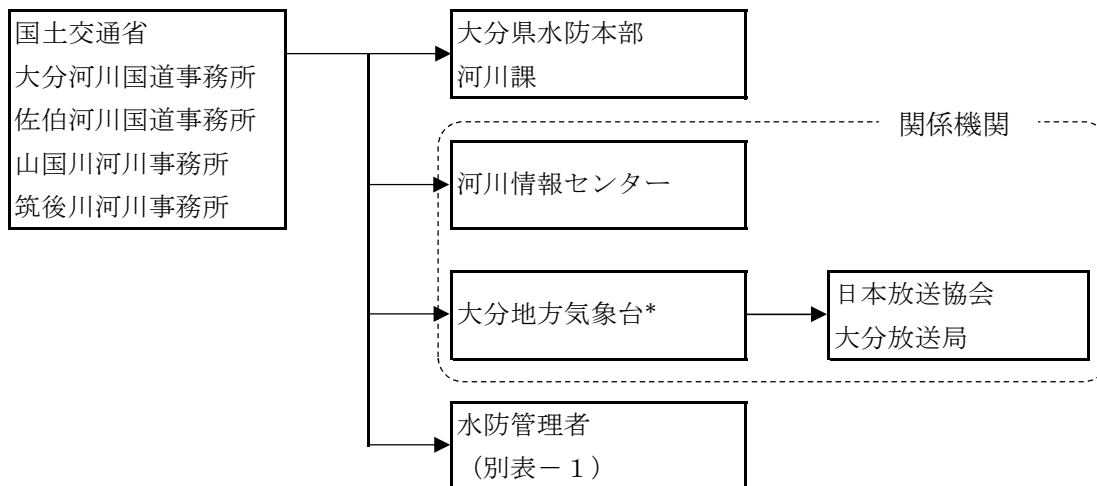 国土交通省
大分河川国道事務所
佐伯河川国道事務所
山国川河川事務所
筑後川河川事務所
大分県水防本部
河川課
関係機関
河川情報センター
大分地方気象台*
日本放送協会
大分放送局
水防管理者
（別表－１）